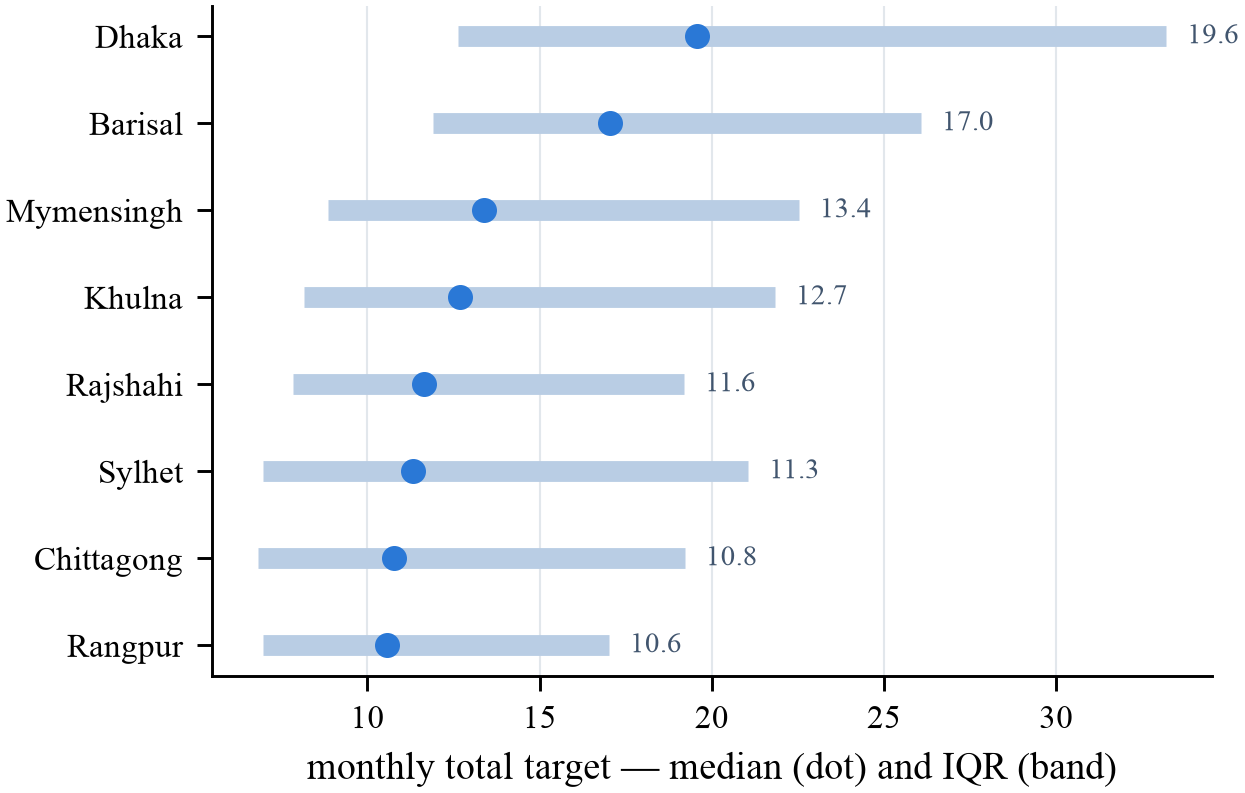 Dhaka 19.6
Barisal 17.0
Mymensingh 13.4
Khulna 12.7
Rajshahi 11.6
Sylhet 11.3
Chittagong 10.8
Rangpur 10.6
10 15 20 25 30
monthly total target — median (dot) and IQR (band)